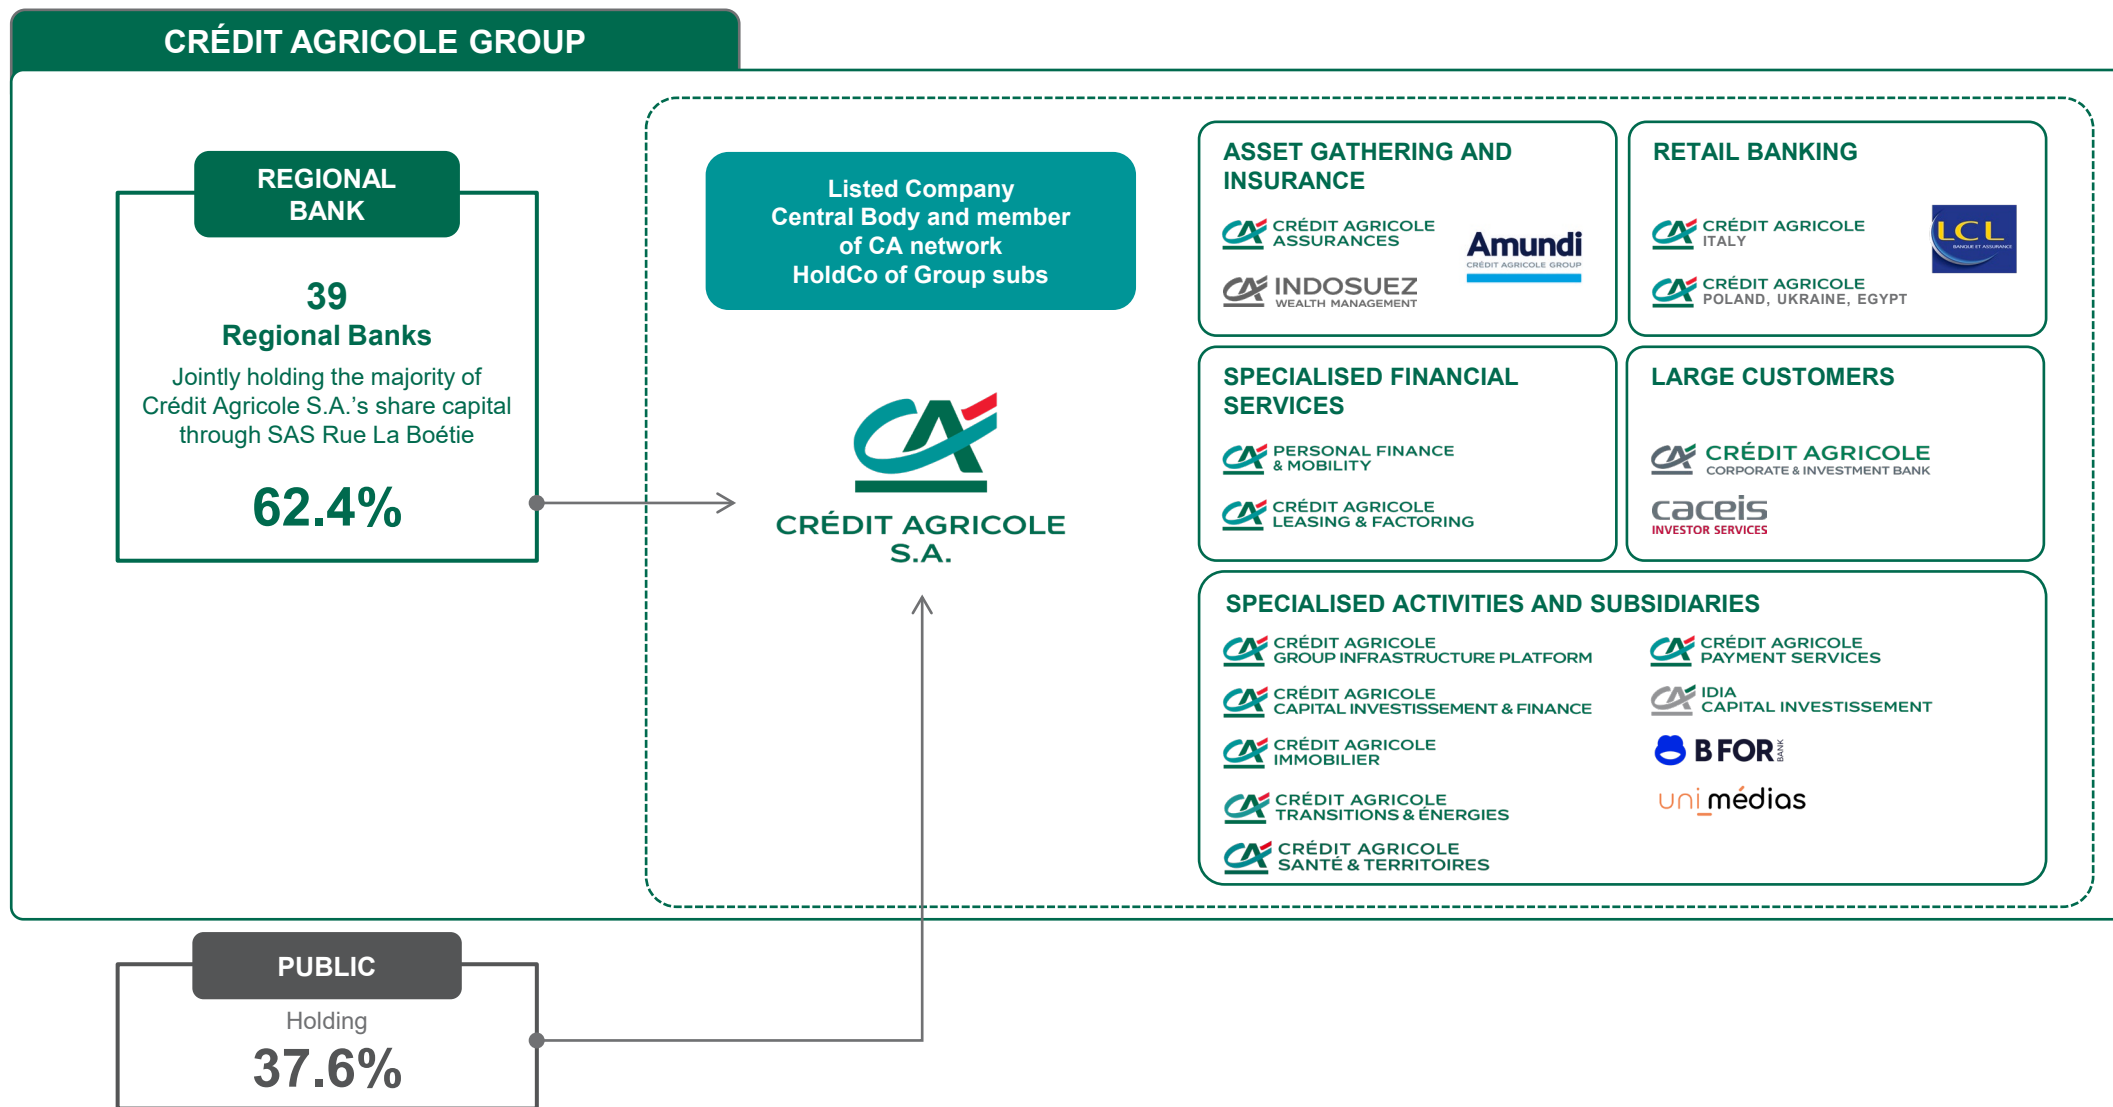 CRÉDIT AGRICOLE GROUP
REGIONAL
BANK
39
Regional Banks
Jointly holding the majority of
Crédit Agricole S.A.’s share capital
through SAS Rue La Boétie
62.4%
Listed Company
Central Body and member
of CA network
HoldCo of Group subs
CRÉDIT AGRICOLE
S.A.
ASSET GATHERING AND
INSURANCE
CRÉDIT AGRICOLE
ASSURANCES
INDOSUEZ
WEALTH MANAGEMENT
Amundi
CRÉDIT AGRICOLE GROUP
RETAIL BANKING
CRÉDIT AGRICOLE
ITALY
CRÉDIT AGRICOLE
POLAND, UKRAINE, EGYPT
LCL
BANQUE ET ASSURANCE
SPECIALISED FINANCIAL
SERVICES
PERSONAL FINANCE
& MOBILITY
CRÉDIT AGRICOLE
LEASING & FACTORING
LARGE CUSTOMERS
CRÉDIT AGRICOLE
CORPORATE & INVESTMENT BANK
caceis
INVESTOR SERVICES
SPECIALISED ACTIVITIES AND SUBSIDIARIES
CRÉDIT AGRICOLE
GROUP INFRASTRUCTURE PLATFORM
CRÉDIT AGRICOLE
CAPITAL INVESTISSEMENT & FINANCE
CRÉDIT AGRICOLE
IMMOBILIER
CRÉDIT AGRICOLE
TRANSITIONS & ÉNERGIES
CRÉDIT AGRICOLE
SANTÉ & TERRITOIRES
CRÉDIT AGRICOLE
PAYMENT SERVICES
IDIA
CAPITAL INVESTISSEMENT
B FOR BANK
uni_médias
PUBLIC
Holding
37.6%